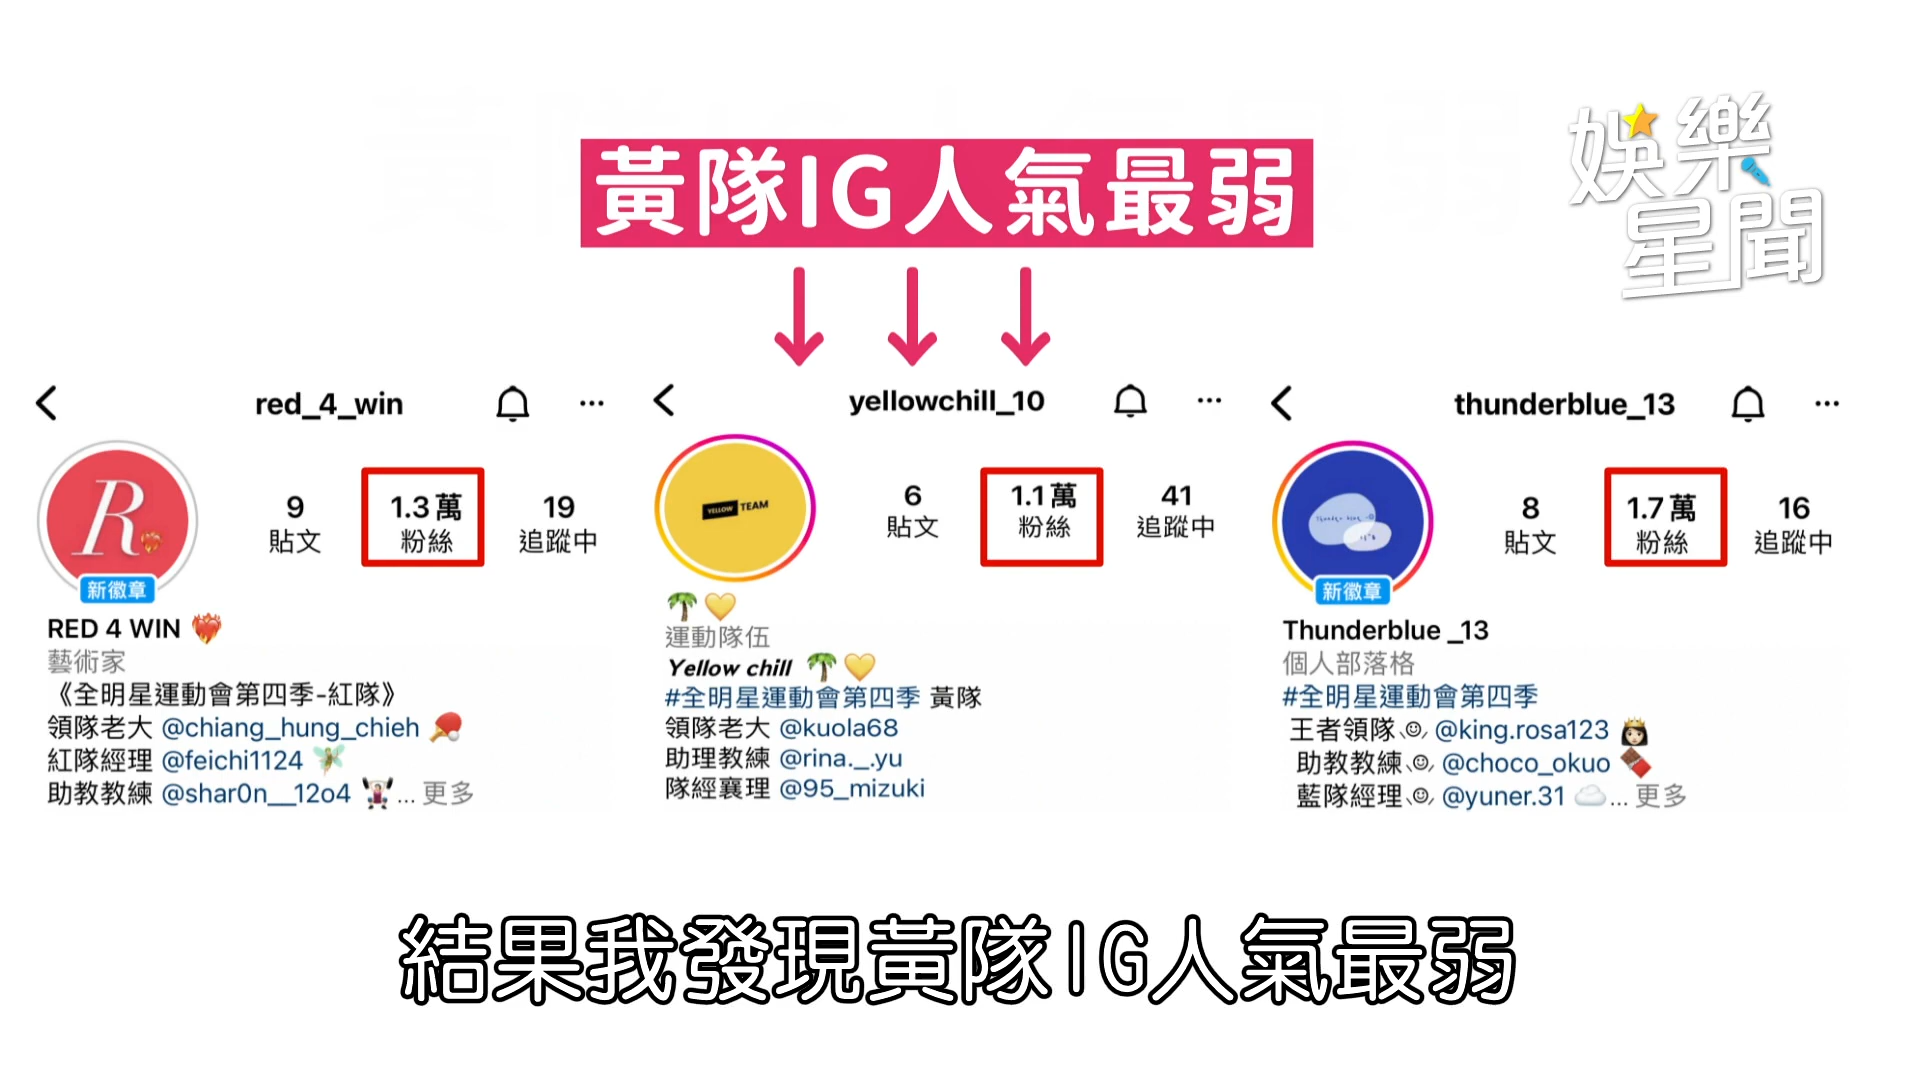 黃隊IG人氣最弱
娛樂
星聞
red_4_win
9
1.3 萬
19
貼文
粉絲
追蹤中
R
新徽章
RED 4 WIN
藝術家
《全明星運動會第四季-紅隊》
領隊老大 @chiang_hung_chieh
紅隊經理 @feichi1124
助教教練 @shar0n__12o4 ... 更多
yellowchill_10
YELLOW TEAM
6
1.1 萬
41
貼文
粉絲
追蹤中
運動隊伍
Yellow chill
#全明星運動會第四季 黃隊
領隊老大 @kuola68
助理教練 @rina._.yu
隊經襄理 @95_mizuki
thunderblue_13
8
1.7 萬
16
貼文
粉絲
追蹤中
新徽章
Thunderblue _13
個人部落格
#全明星運動會第四季
王者領隊 @king.rosa123
助教教練 @choco_okuo
藍隊經理 @yuner.31 ... 更多
結果我發現黃隊IG人氣最弱